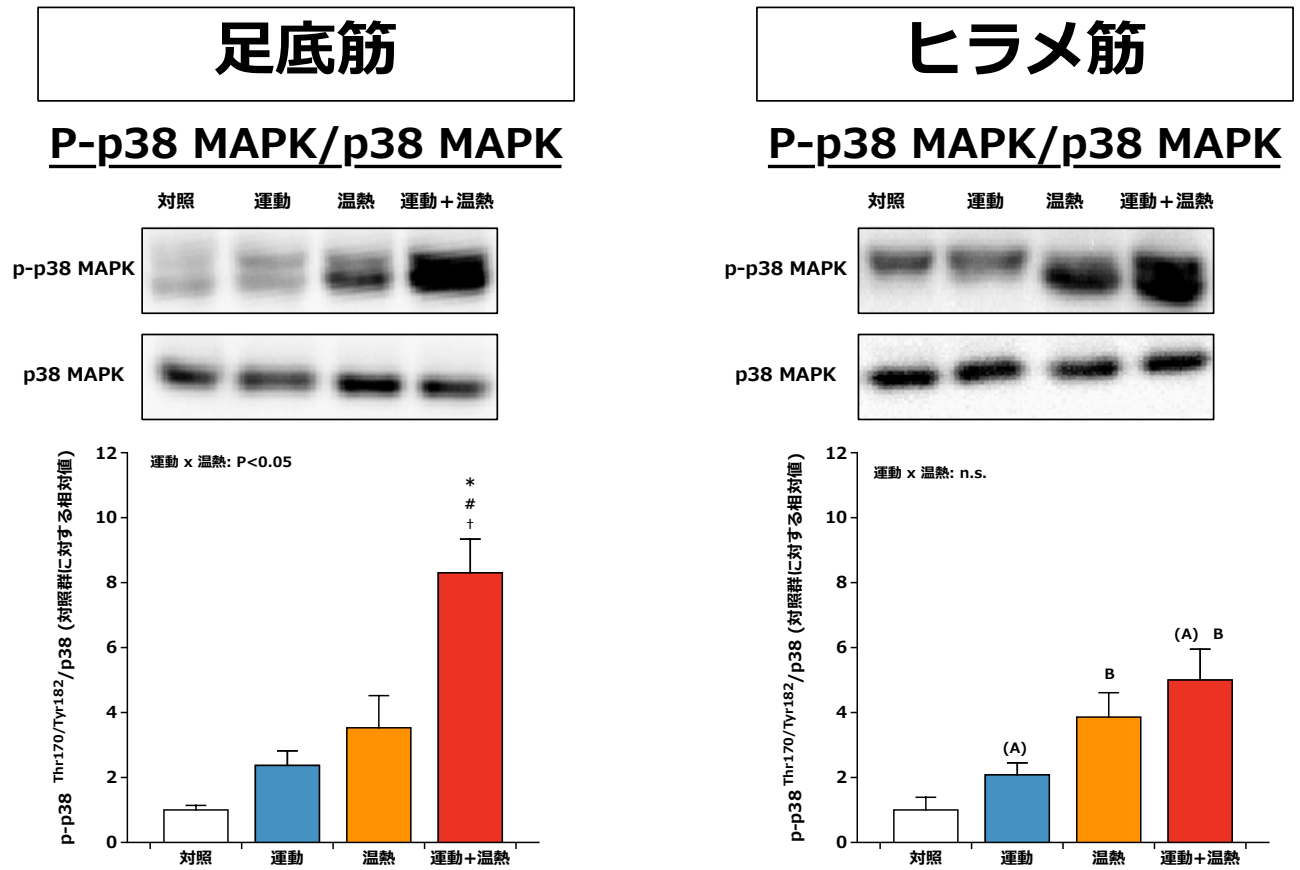 足底筋
P-p38 MAPK/p38 MAPK
対照 運動 温熱 運動+温熱
p-p38 MAPK
p38 MAPK
p-p38 Thr170/Tyr182/p38 (対照群に対する相対値)
12
10
8
6
4
2
0
運動 x 温熱: P<0.05
*
#
†
対照 運動 温熱 運動+温熱
ヒラメ筋
P-p38 MAPK/p38 MAPK
対照 運動 温熱 運動+温熱
p-p38 MAPK
p38 MAPK
p-p38 Thr170/Tyr182/p38 (対照群に対する相対値)
12
10
8
6
4
2
0
運動 x 温熱: n.s.
(A)
B
(A) B
対照 運動 温熱 運動+温熱